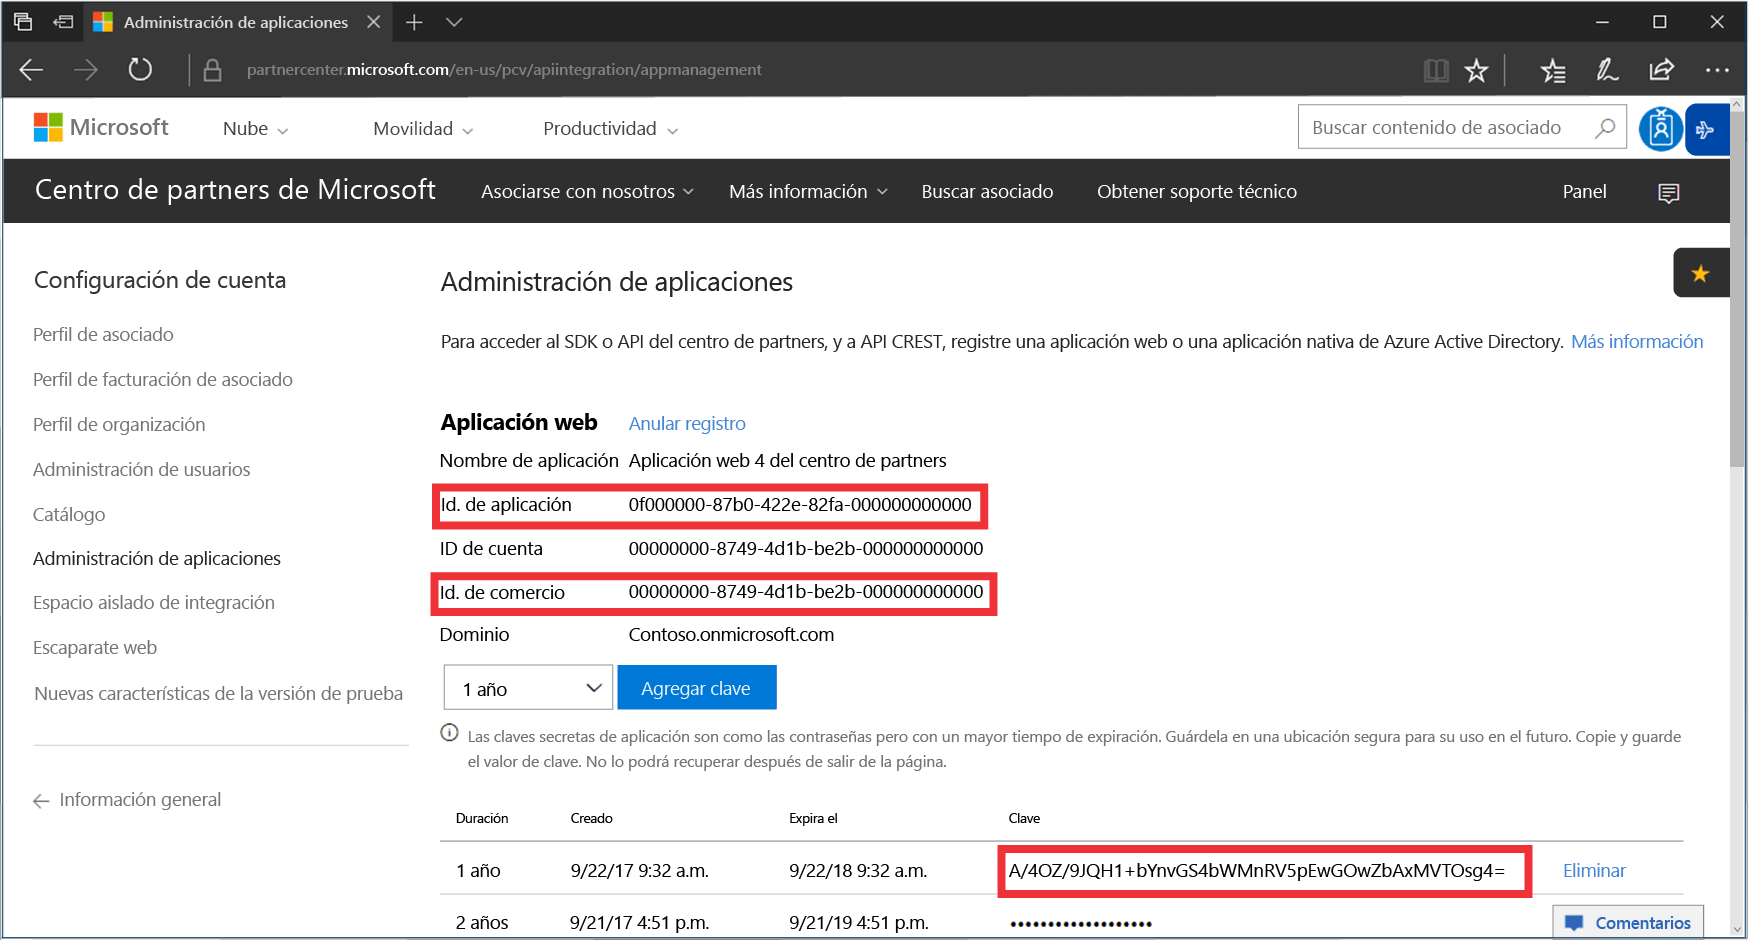 Administración de aplicaciones
partnercenter.microsoft.com/en-us/pcv/apiintegration/appmanagement
Microsoft
Nube
Movilidad
Productividad
Buscar contenido de asociado
Centro de partners de Microsoft
Asociarse con nosotros
Más información
Buscar asociado
Obtener soporte técnico
Panel
Configuración de cuenta
Perfil de asociado
Perfil de facturación de asociado
Perfil de organización
Administración de usuarios
Catálogo
Administración de aplicaciones
Espacio aislado de integración
Escaparate web
Nuevas características de la versión de prueba
Información general
Administración de aplicaciones
Para acceder al SDK o API del centro de partners, y a API CREST, registre una aplicación web o una aplicación nativa de Azure Active Directory. Más información
Aplicación web Anular registro
Nombre de aplicación Aplicación web 4 del centro de partners
Id. de aplicación 0f000000-87b0-422e-82fa-000000000000
ID de cuenta 00000000-8749-4d1b-be2b-000000000000
Id. de comercio 00000000-8749-4d1b-be2b-000000000000
Dominio Contoso.onmicrosoft.com
1 año Agregar clave
Las claves secretas de aplicación son como las contraseñas pero con un mayor tiempo de expiración. Guárdela en una ubicación segura para su uso en el futuro. Copie y guarde
el valor de clave. No lo podrá recuperar después de salir de la página.
Duración Creado Expira el Clave
1 año 9/22/17 9:32 a.m. 9/22/18 9:32 a.m. A/4OZ/9JQH1+bYnvGS4bWMnRV5pEwGOwZbAxMVTOsg4= Eliminar
2 años 9/21/17 4:51 p.m. 9/21/19 4:51 p.m. •••••••••••••••••••
Comentarios